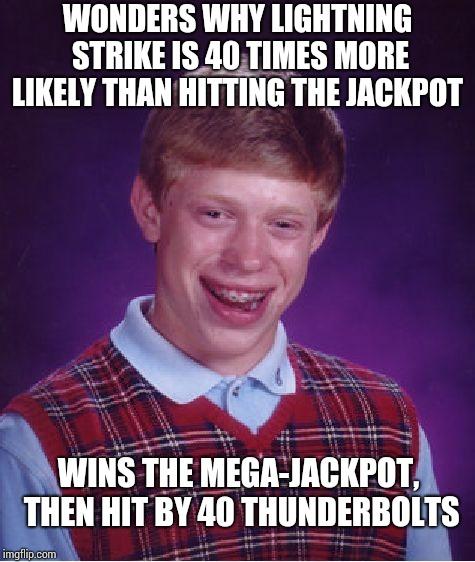 WONDERS WHY LIGHTNING
STRIKE IS 40 TIMES MORE
LIKELY THAN HITTING THE JACKPOT
WINS THE MEGA-JACKPOT,
THEN HIT BY 40 THUNDERBOLTS
imgflip.com